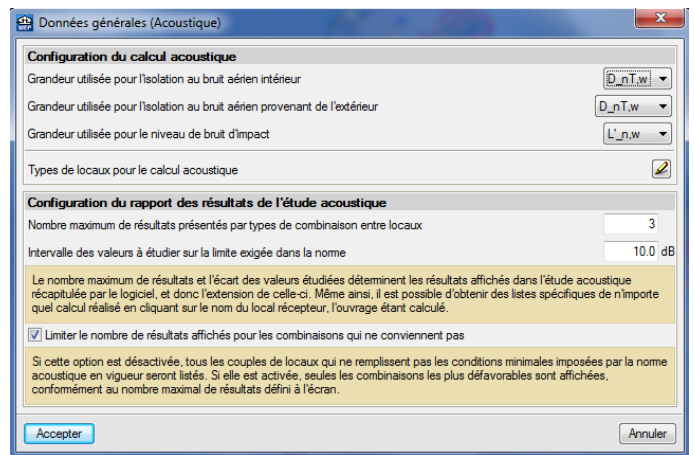 MEP Données générales (Acoustique)
Configuration du calcul acoustique
Grandeur utilisée pour l'isolation au bruit aérien intérieur D_nT,w
Grandeur utilisée pour l'isolation au bruit aérien provenant de l'extérieur D_nT,w
Grandeur utilisée pour le niveau de bruit d'impact L'_n,w
Types de locaux pour le calcul acoustique
Configuration du rapport des résultats de l'étude acoustique
Nombre maximum de résultats présentés par types de combinaison entre locaux 3
Intervalle des valeurs à étudier sur la limite exigée dans la norme 10.0 dB
Le nombre maximum de résultats et l'écart des valeurs étudiées déterminent les résultats affichés dans l'étude acoustique
récapitulée par le logiciel, et donc l'extension de celle-ci. Même ainsi, il est possible d'obtenir des listes spécifiques de n'importe
quel calcul réalisé en cliquant sur le nom du local récepteur, l'ouvrage étant calculé.
Limiter le nombre de résultats affichés pour les combinaisons qui ne conviennent pas
Si cette option est désactivée, tous les couples de locaux qui ne remplissent pas les conditions minimales imposées par la norme
acoustique en vigueur seront listés. Si elle est activée, seules les combinaisons les plus défavorables sont affichées,
conformément au nombre maximal de résultats défini à l'écran.
Accepter Annuler